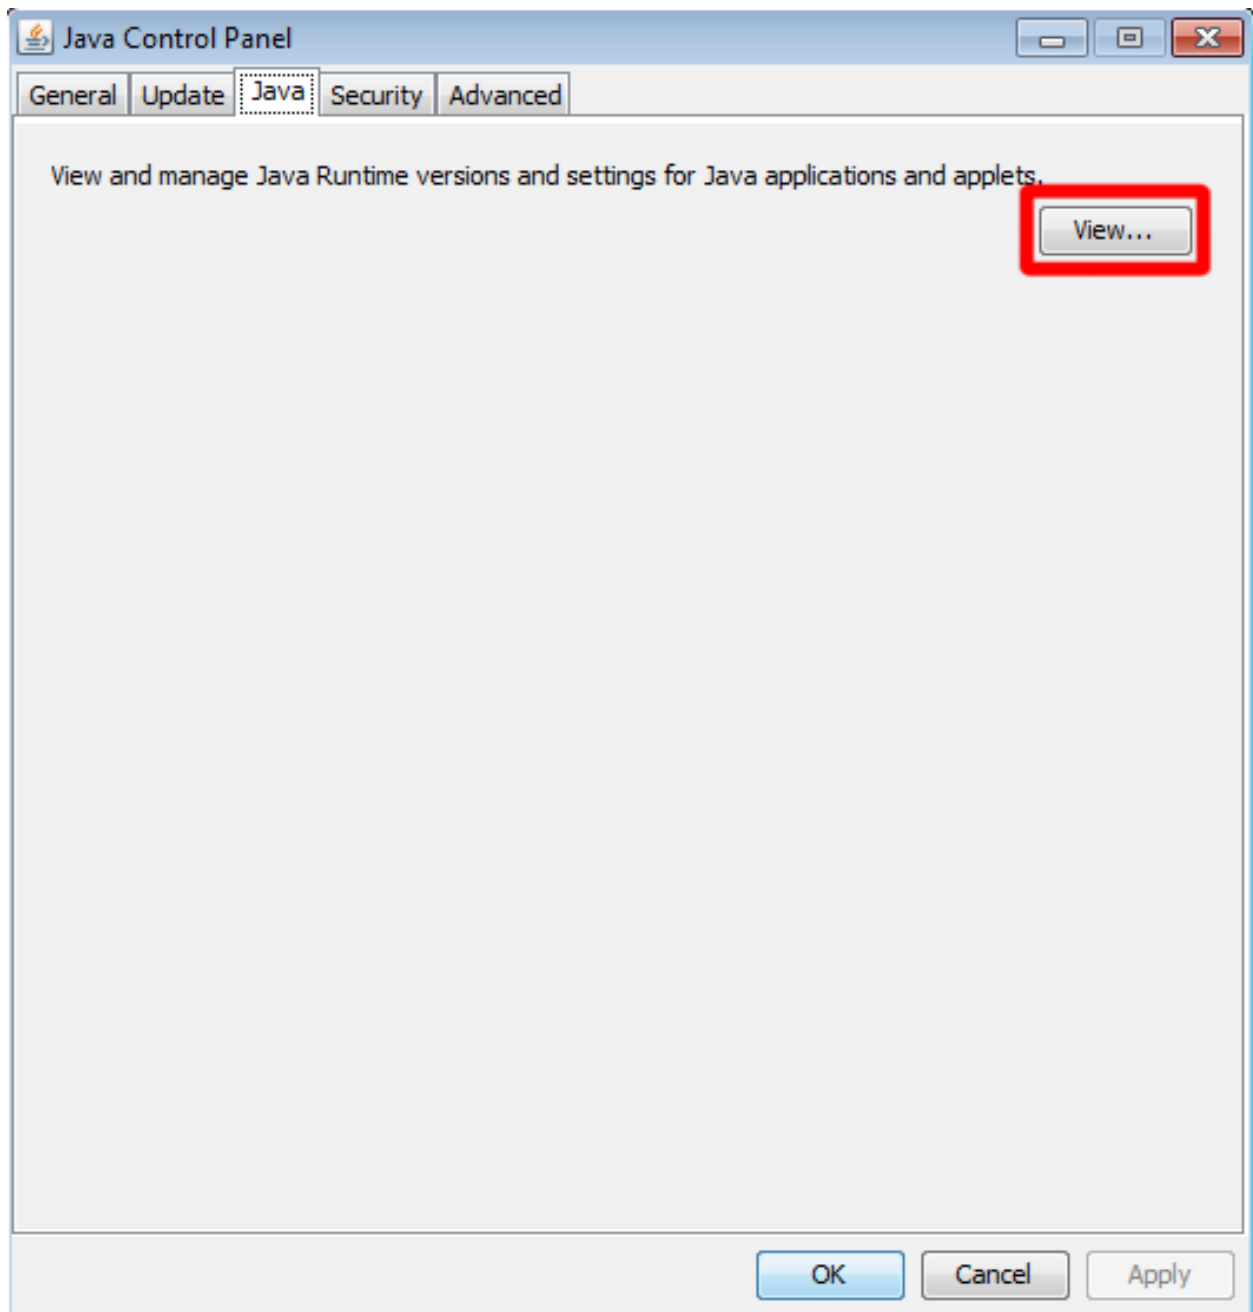 Java Control Panel
General Update Java Security Advanced
View and manage Java Runtime versions and settings for Java applications and applets.
View...
OK Cancel Apply